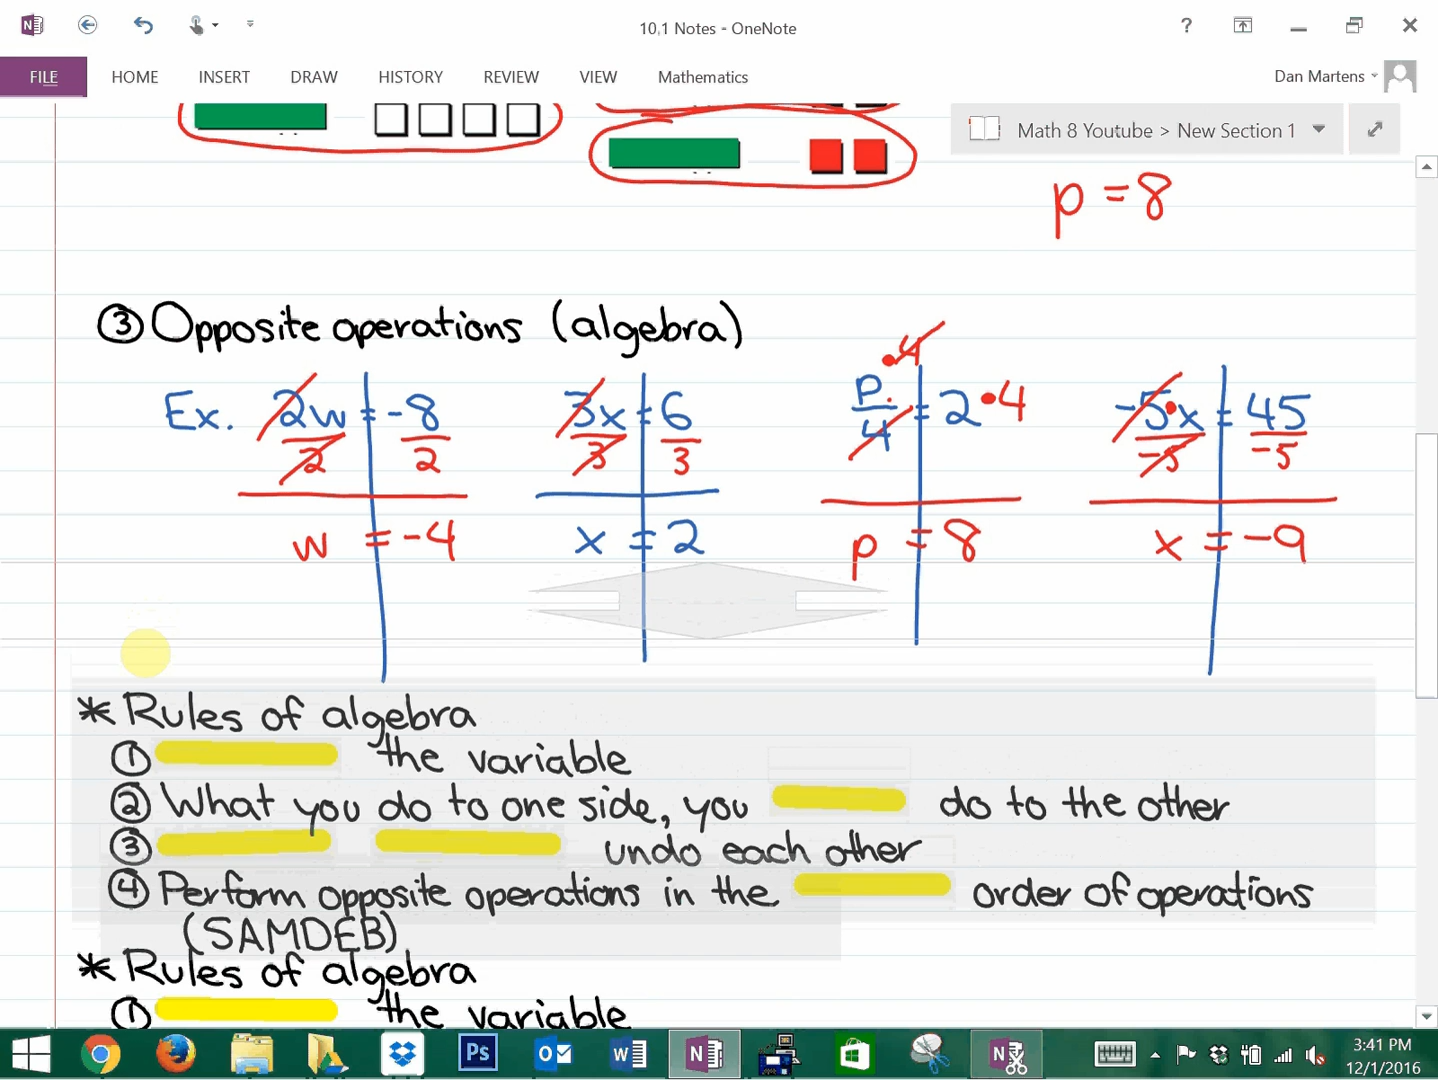 10,1 Notes - OneNote
?
FILE HOME INSERT DRAW HISTORY REVIEW VIEW Mathematics
Dan Martens
Math 8 Youtube > New Section 1
p = 8
③ Opposite operations (algebra)
·4
Ex. 2w = -8 3x = 6 p/4 = 2 ·4 -5·x = 45
2 2 3 3 -5 -5
w = -4 x = 2 p = 8 x = -9
* Rules of algebra
① the variable
② What you do to one side, you do to the other
③ undo each other
④ Perform opposite operations in the order of operations
(SAMDEB)
* Rules of algebra
① the variable
Ps
3:41 PM
12/1/2016